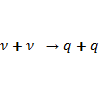 ν + ν → q + q